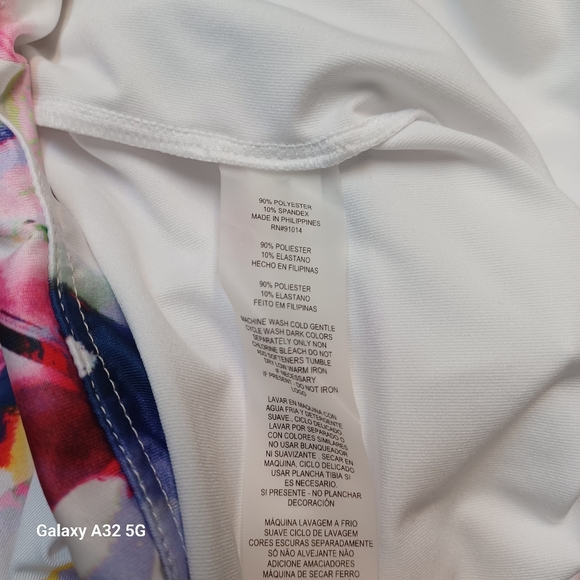 90% POLYESTER
10% SPANDEX
MADE IN PHILIPPINES
RN#91014
90% POLIESTER
10% ELASTANO
HECHO EN FILIPINAS
90% POLIESTER
10% ELASTANO
FEITO EM FILIPINAS
MACHINE WASH COLD GENTLE
CYCLE WASH DARK COLORS
SEPARATELY ONLY NON
CHLORINE BLEACH DO NOT
ADD SOFTENERS TUMBLE
DRY LOW WARM IRON
IF NECESSARY
IF PRESENT - DO NOT IRON
LOGO
LAVAR EN MAQUINA CON
AGUA FRIA Y DETERGENTE
SUAVE , CICLO DELICADO
LAVAR POR SEPARADO O
CON COLORES SIMILARES
NO USAR BLANQUEADOR
NI SUAVIZANTE . SECAR EN
MAQUINA, CICLO DELICADO
USAR PLANCHA TIBIA SI
ES NECESARIO
SI PRESENTE - NO PLANCHAR
DECORACIÓN
MÁQUINA LAVAGEM A FRIO
SUAVE CICLO DE LAVAGEM
CORES ESCURAS SEPARADAMENTE
SÓ NÃO ALVEJANTE NÃO
ADICIONE AMACIADORES
MÁQUINA DE SECAR FERRO
Galaxy A32 5G